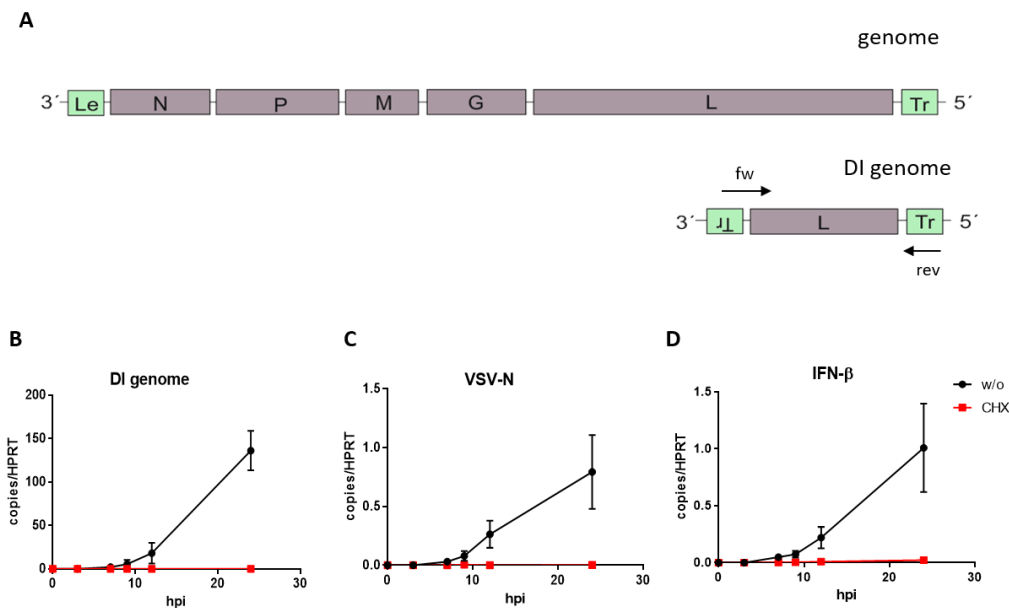 A
genome
3´ Le N P M G L Tr 5´
DI genome
fw
3´ Tr L Tr 5´
rev
B
DI genome
copies/HPRT
200
150
100
50
0
0 10 20 30
hpi
C
VSV-N
copies/HPRT
1.5
1.0
0.5
0.0
0 10 20 30
hpi
D
IFN-β
copies/HPRT
1.5
1.0
0.5
0.0
0 10 20 30
hpi
w/o
CHX